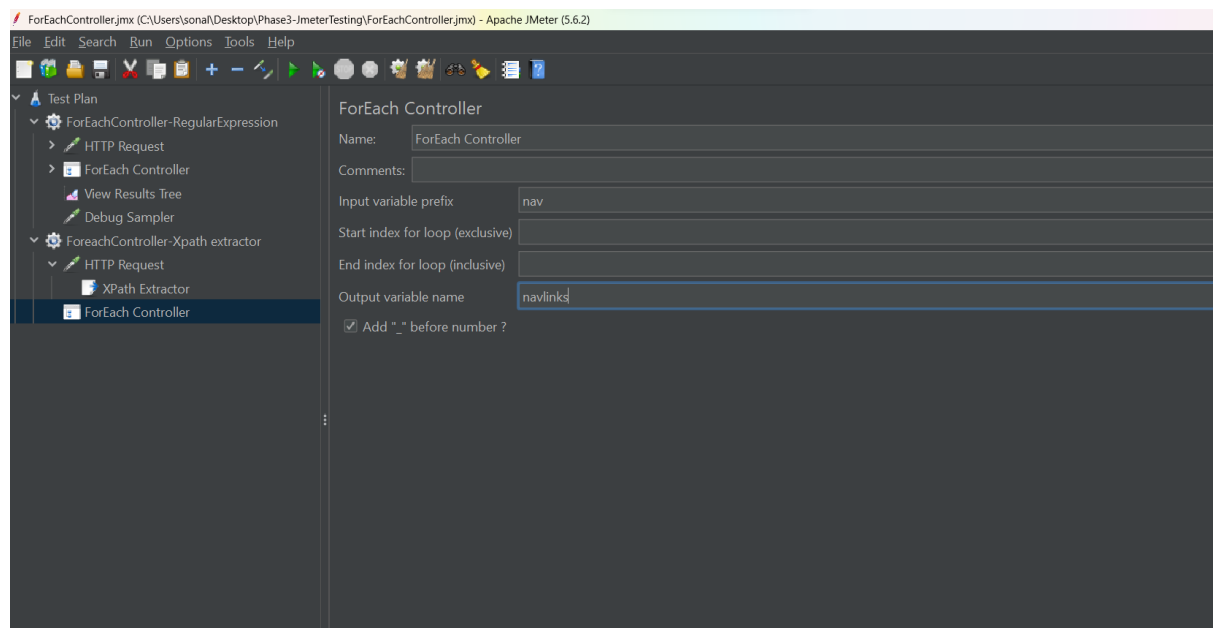 ForEachController.jmx (C:\Users\sonal\Desktop\Phase3-JmeterTesting\ForEachController.jmx) - Apache JMeter (5.6.2)
File Edit Search Run Options Tools Help
Test Plan
ForEachController-RegularExpression
HTTP Request
ForEach Controller
View Results Tree
Debug Sampler
ForeachController-Xpath extractor
HTTP Request
XPath Extractor
ForEach Controller
ForEach Controller
Name: ForEach Controller
Comments:
Input variable prefix nav
Start index for loop (exclusive)
End index for loop (inclusive)
Output variable name navlinks
Add "_" before number ?